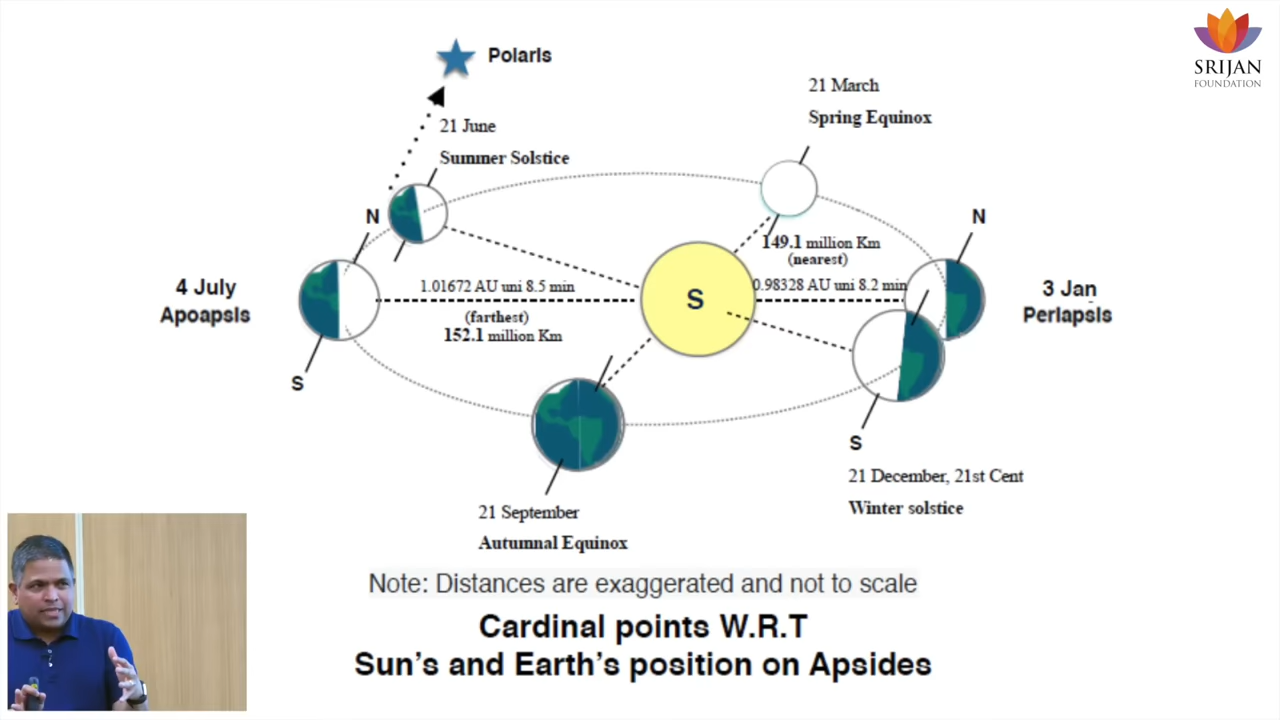 SRIJAN
FOUNDATION
Polaris
21 March
Spring Equinox
21 June
Summer Solstice
N
N
149.1 million Km
(nearest)
4 July
Apoapsis
1.01672 AU uni 8.5 min
(farthest)
152.1 million Km
S
0.98328 AU uni 8.2 min
3 Jan
Periapsis
S
S
21 December, 21st Cent
Winter solstice
21 September
Autumnal Equinox
Note: Distances are exaggerated and not to scale
Cardinal points W.R.T
Sun's and Earth's position on Apsides